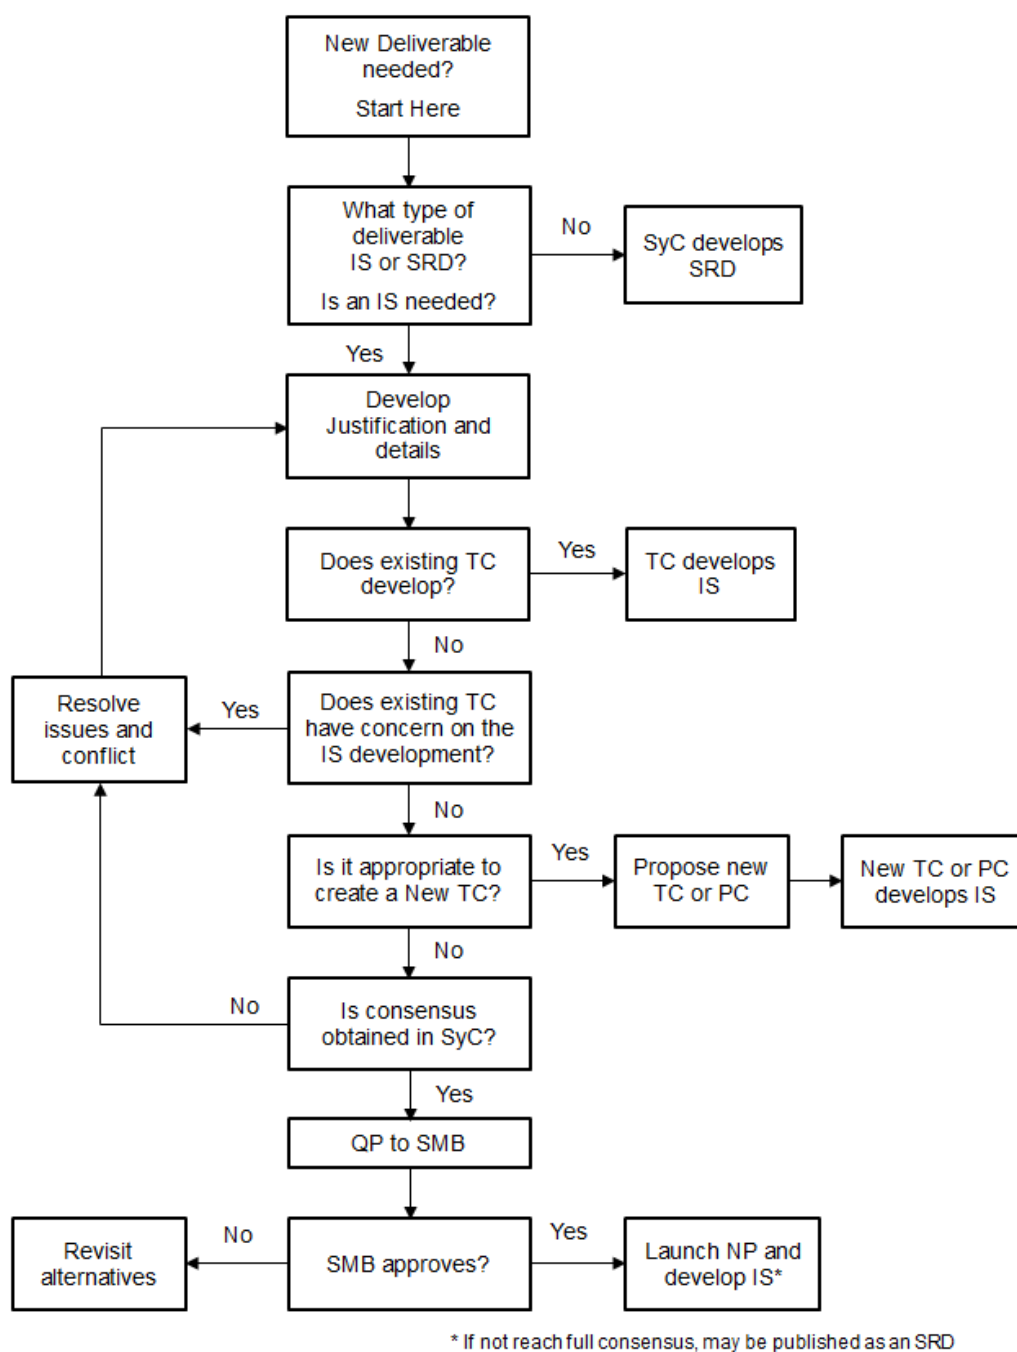 New Deliverable
needed?
Start Here
What type of
deliverable
IS or SRD?
Is an IS needed?
No
SyC develops
SRD
Yes
Develop
Justification and
details
Does existing TC
develop?
Yes
TC develops
IS
No
Resolve
issues and
conflict
Yes
Does existing TC
have concern on the
IS development?
No
Is it appropriate to
create a New TC?
Yes
Propose new
TC or PC
New TC or PC
develops IS
No
No
Is consensus
obtained in SyC?
Yes
QP to SMB
Revisit
alternatives
No
SMB approves?
Yes
Launch NP and
develop IS*
* If not reach full consensus, may be published as an SRD